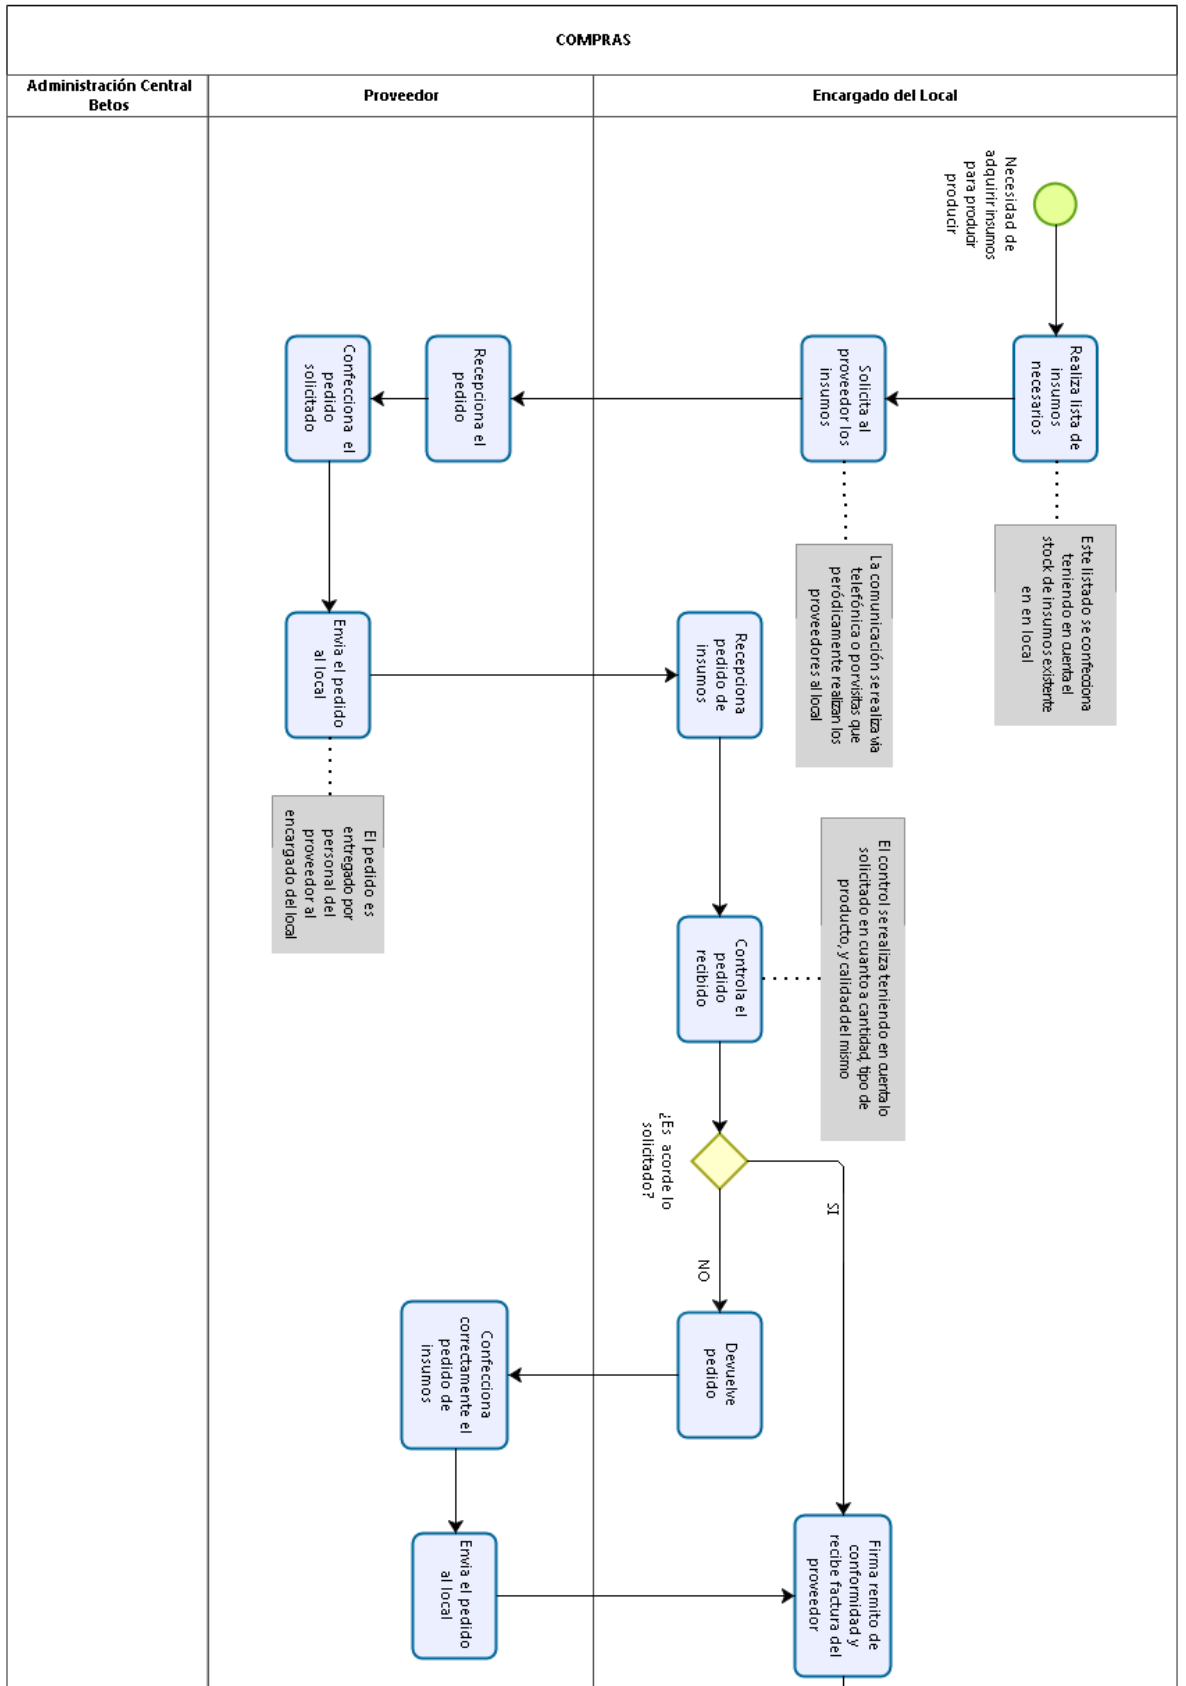 COMPRAS
Administración Central
Betos
Proveedor
Encargado del Local
Necesidad de
adquirir insumos
para producir
producir
Realiza lista de
insumos
necesarios
Este listado se confecciona
teniendo en cuenta el
stock de insumos existente
en en local
Solicita al
proveedor los
insumos
La comunicación se realiza via
telefónica o por visitas que
peródicamente realizan los
proveedores al local
Recepciona el
pedido
Confecciona el
pedido
solicitado
Envia el pedido
al local
El pedido es
entregado por
personal del
proveedor al
encargado del local
Recepciona
pedido de
insumos
Controla el
pedido
recibido
El control se realiza teniendo en cuenta lo
solicitado en cuanto a cantidad, tipo de
producto, y calidad del mismo
¿Es acorde lo
solicitado?
SI
NO
Devuelve
pedido
Confecciona
correctamente el
pedido de
insumos
Envia el pedido
al local
Firma remito de
conformidad y
recibe factura del
proveedor